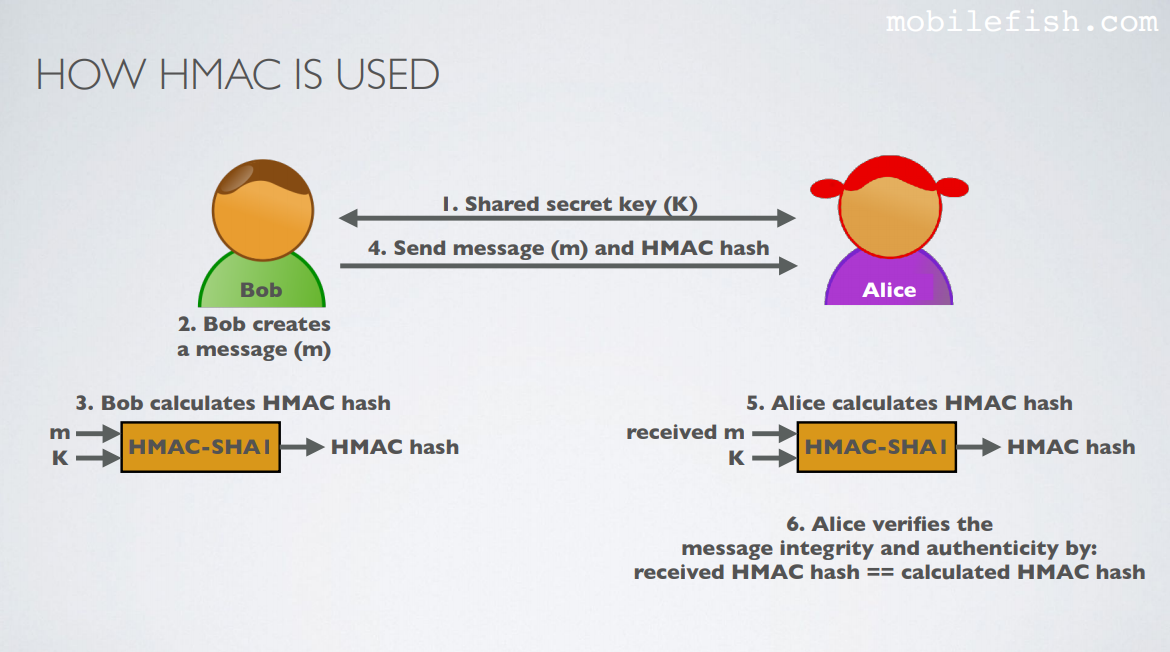 mobilefish.com
HOW HMAC IS USED
1. Shared secret key (K)
4. Send message (m) and HMAC hash
Bob
Alice
2. Bob creates
a message (m)
3. Bob calculates HMAC hash
m
K
HMAC-SHA1
HMAC hash
5. Alice calculates HMAC hash
received m
K
HMAC-SHA1
HMAC hash
6. Alice verifies the
message integrity and authenticity by:
received HMAC hash == calculated HMAC hash